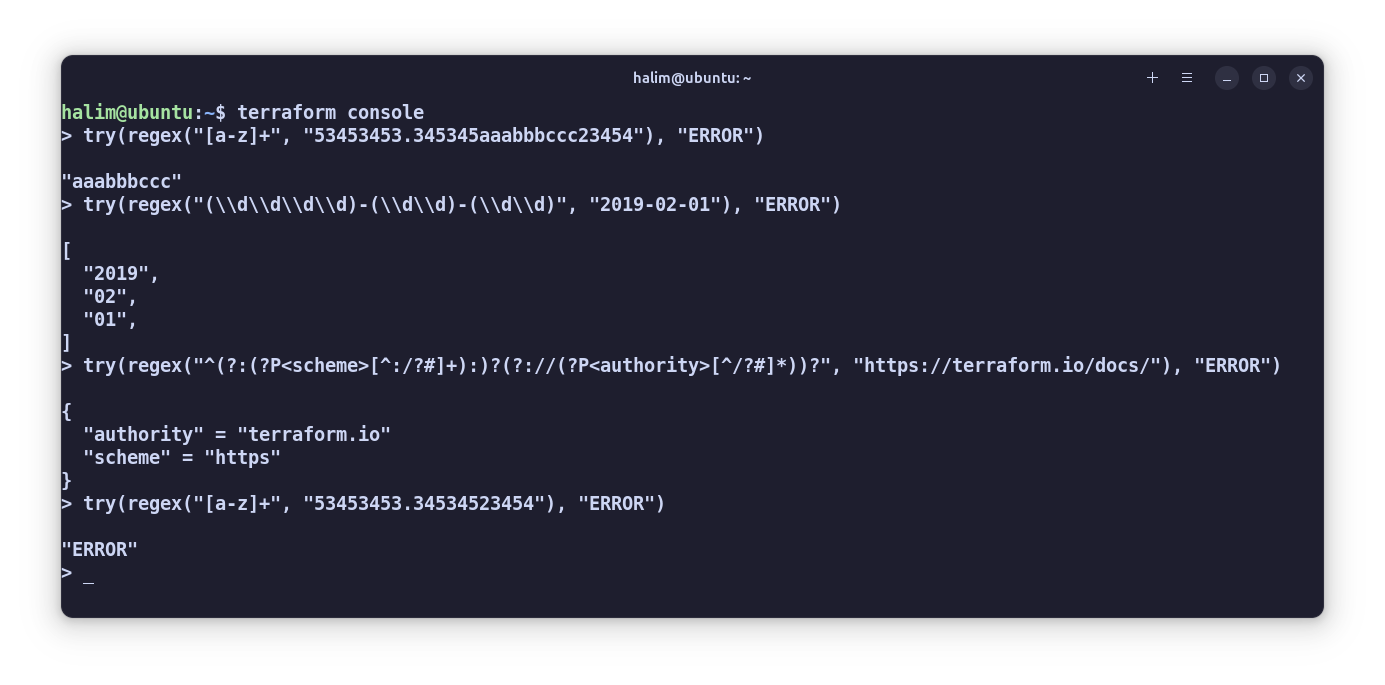 halim@ubuntu: ~
halim@ubuntu:~$ terraform console
> try(regex("[a-z]+", "53453453.345345aaabbbccc23454"), "ERROR")
"aaabbbccc"
> try(regex("(\\d\\d\\d\\d)-(\\d\\d)-(\\d\\d)", "2019-02-01"), "ERROR")
[
  "2019",
  "02",
  "01",
]
> try(regex("^(?:(?P<scheme>[^:/?#]+):)?(?://(?P<authority>[^/?#]*))?", "https://terraform.io/docs/"), "ERROR")
{
  "authority" = "terraform.io"
  "scheme" = "https"
}
> try(regex("[a-z]+", "53453453.34534523454"), "ERROR")
"ERROR"
> _